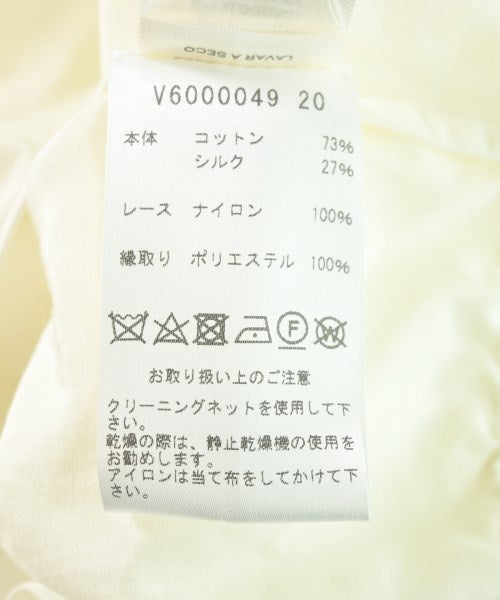 LAVAR A SECO
V6000049 20
本体 コットン 73%
シルク 27%
レース ナイロン 100%
縁取り ポリエステル 100%
F W
お取り扱い上のご注意
クリーニングネットを使用して下
さい。
乾燥の際は、静止乾燥機の使用を
お勧めします。
アイロンは当て布をしてかけて下
さい。